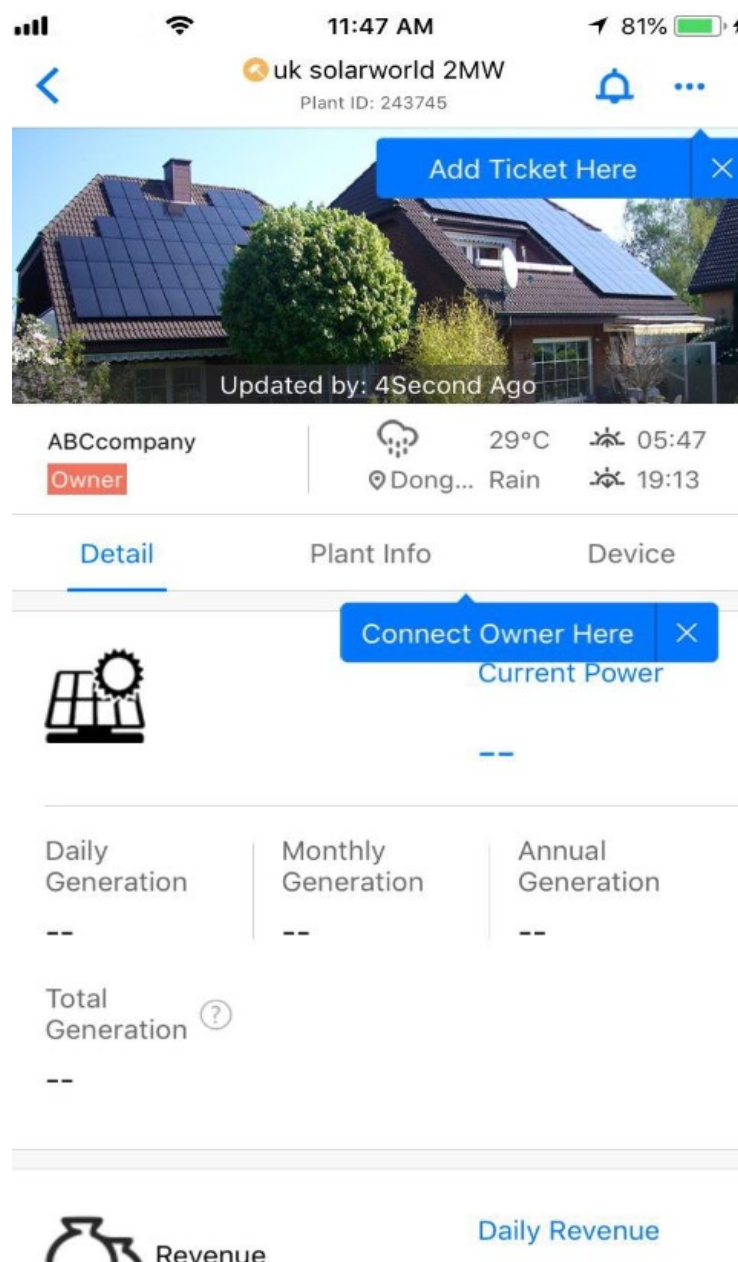 11:47 AM
81%
uk solarworld 2MW
Plant ID: 243745
Add Ticket Here
Updated by: 4Second Ago
ABCcompany
29°C
05:47
Owner
Dong...
Rain
19:13
Detail
Plant Info
Device
Connect Owner Here
Current Power
--
Daily
Generation
--
Monthly
Generation
--
Annual
Generation
--
Total
Generation
?
--
Revenue
Daily Revenue